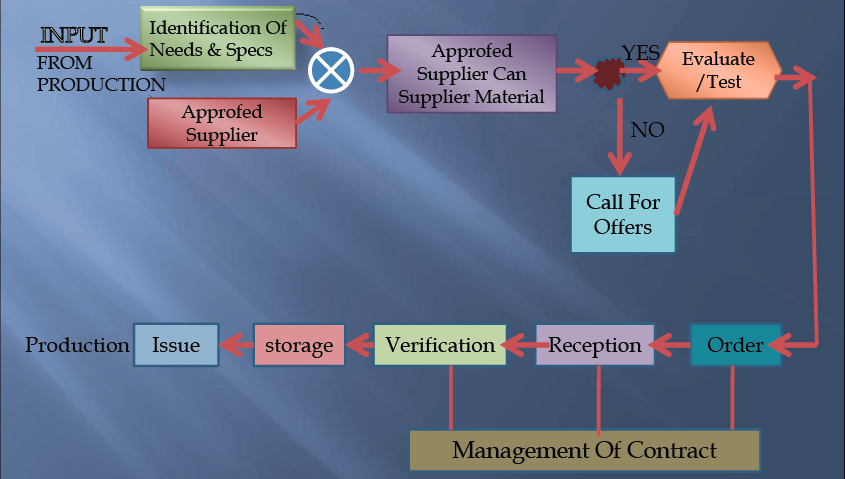 INPUT
FROM
PRODUCTION
Identification Of
Needs & Specs
Approfed
Supplier
Approfed
Supplier Can
Supplier Material
YES
NO
Evaluate
/Test
Call For
Offers
Production
Issue
storage
Verification
Reception
Order
Management Of Contract